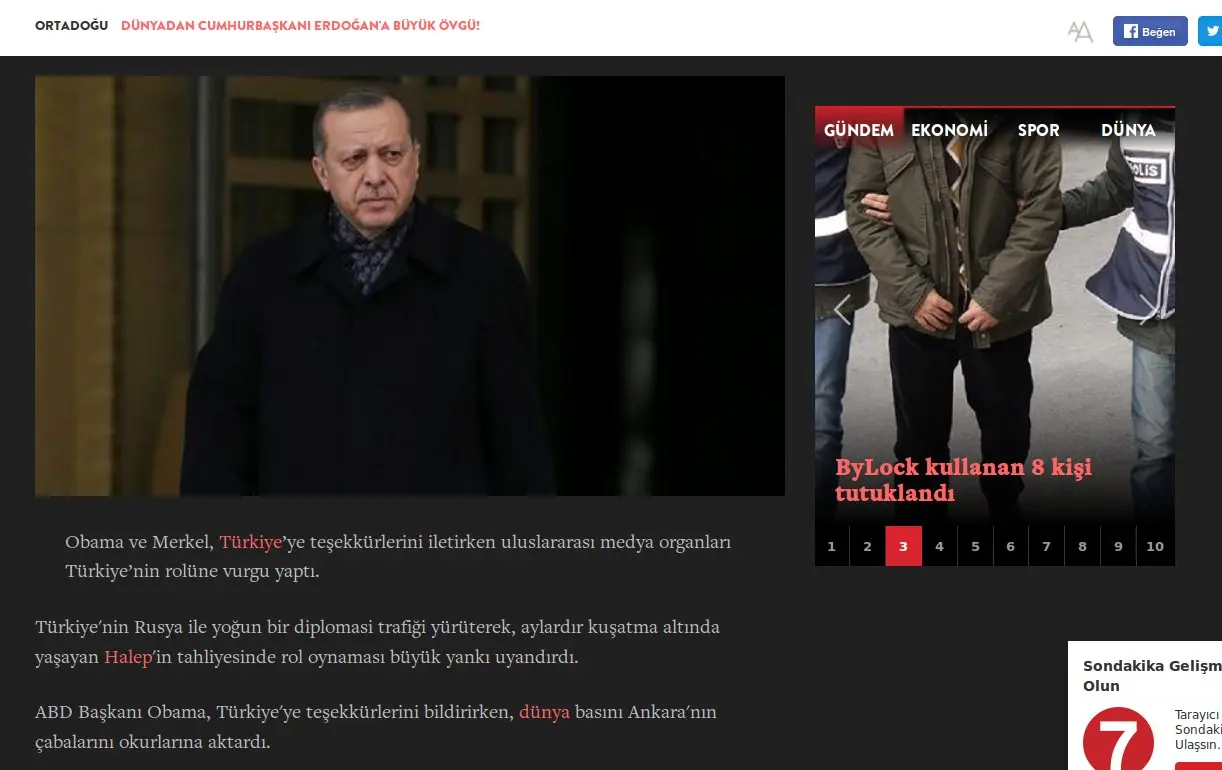 ORTADOĞU DÜNYADAN CUMHURBAŞKANI ERDOĞAN'A BÜYÜK ÖVGÜ!
AA
Beğen
GÜNDEM EKONOMİ SPOR DÜNYA
POLİS
ByLock kullanan 8 kişi
tutuklandı
1 2 3 4 5 6 7 8 9 10
Obama ve Merkel, Türkiye’ye teşekkürlerini iletirken uluslararası medya organları
Türkiye’nin rolüne vurgu yaptı.
Türkiye'nin Rusya ile yoğun bir diplomasi trafiği yürüterek, aylardır kuşatma altında
yaşayan Halep'in tahliyesinde rol oynaması büyük yankı uyandırdı.
ABD Başkanı Obama, Türkiye'ye teşekkürlerini bildirirken, dünya basını Ankara'nın
çabalarını okurlarına aktardı.
Sondakika Gelişm
Olun
7
Tarayıcı
Sondaki
Ulaşsın.